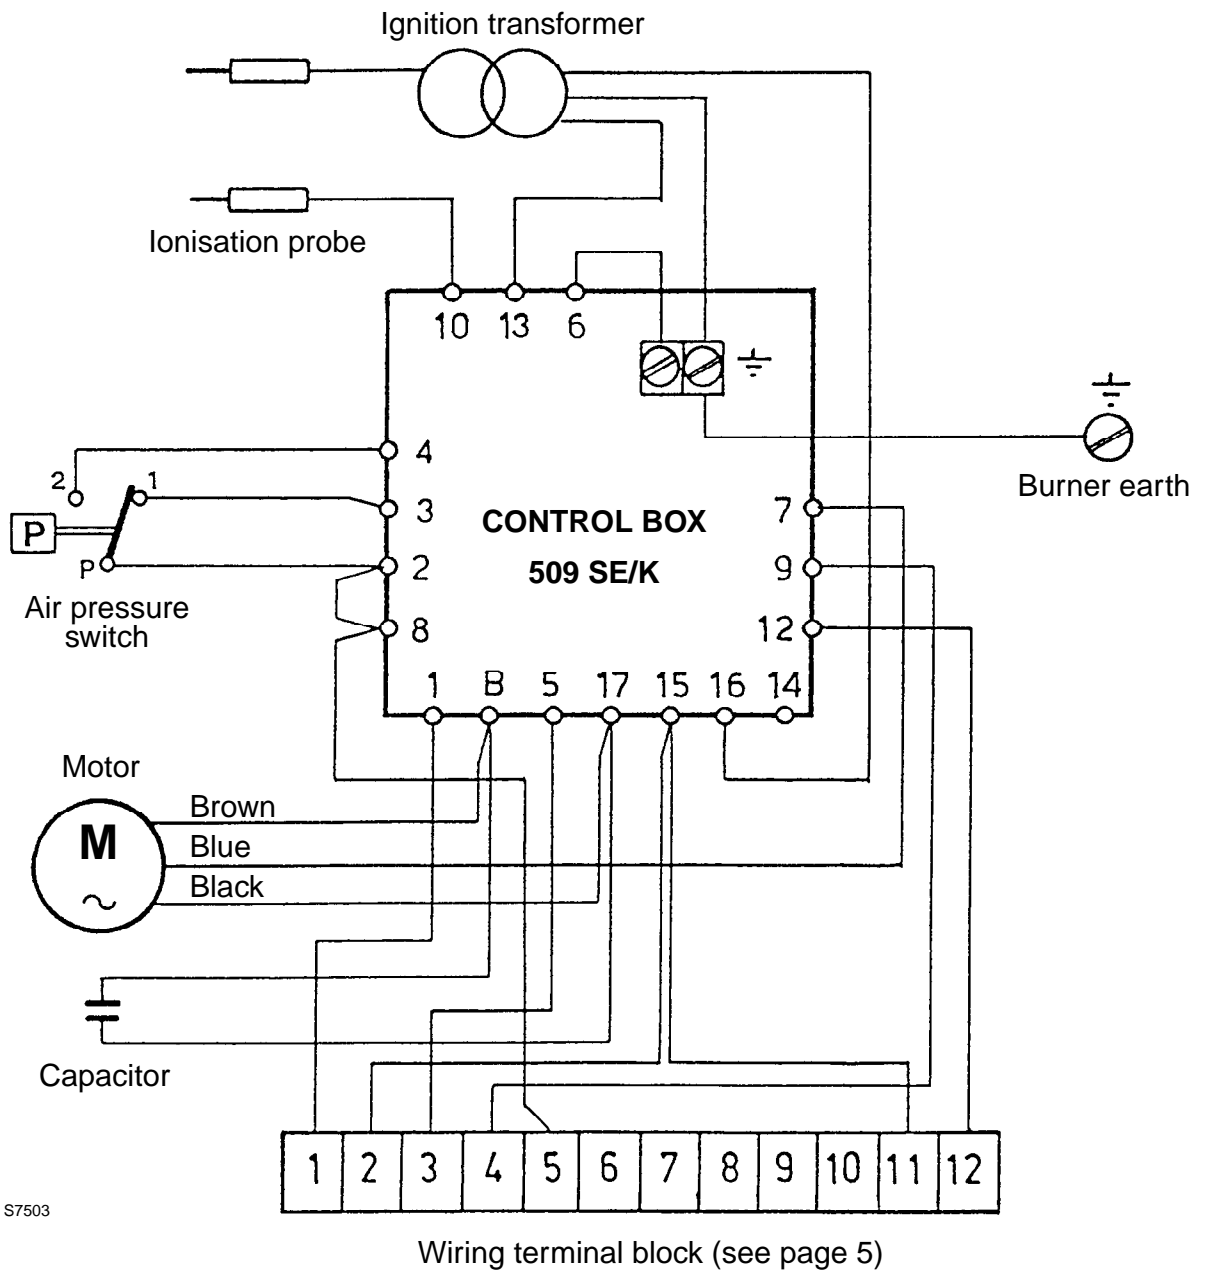 Ignition transformer
Ionisation probe
10 13 6
4
2 1
3
P
P
2
Air pressure
switch
8
CONTROL BOX
509 SE/K
7
9
12
Burner earth
1 B 5 17 15 16 14
Motor
M
Brown
Blue
Black
Capacitor
1 2 3 4 5 6 7 8 9 10 11 12
S7503
Wiring terminal block (see page 5)